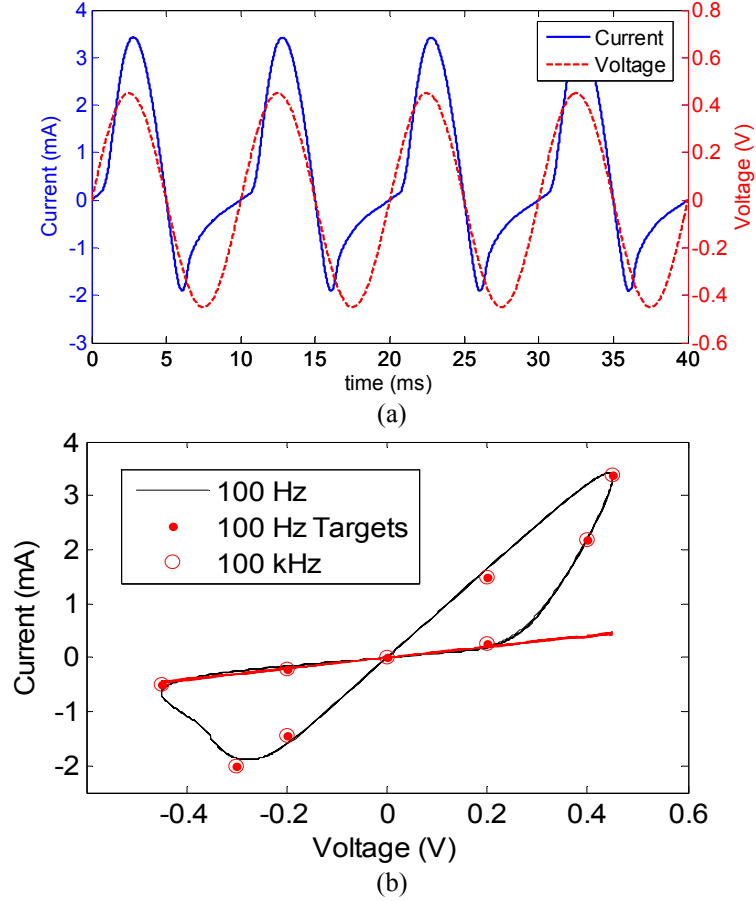 4
3
2
1
0
-1
-2
-3
Current (mA)
0.8
0.6
0.4
0.2
0
-0.2
-0.4
-0.6
Voltage (V)
Current
Voltage
0 5 10 15 20 25 30 35 40
time (ms)
(a)
4
3
2
1
0
-1
-2
Current (mA)
100 Hz
100 Hz Targets
100 kHz
-0.4 -0.2 0 0.2 0.4 0.6
Voltage (V)
(b)